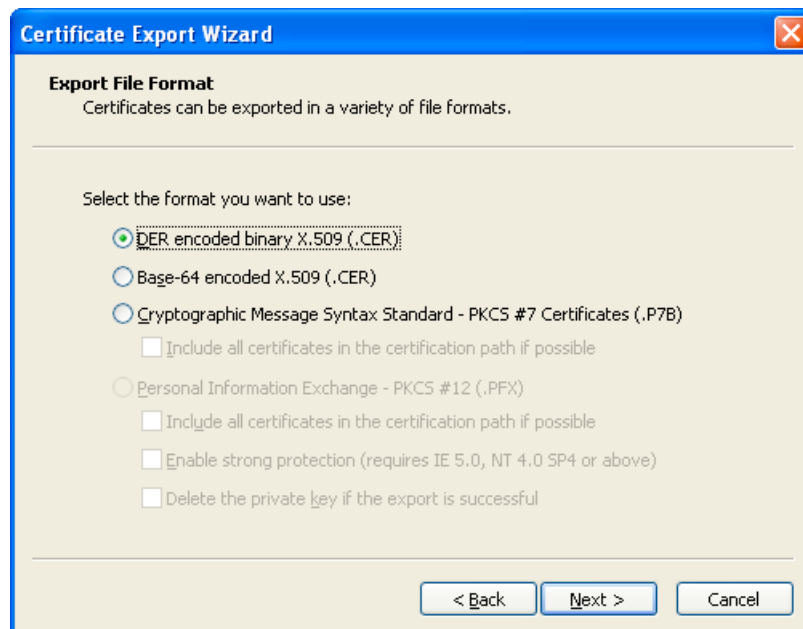 Certificate Export Wizard
Export File Format
Certificates can be exported in a variety of file formats.
Select the format you want to use:
DER encoded binary X.509 (.CER)
Base-64 encoded X.509 (.CER)
Cryptographic Message Syntax Standard - PKCS #7 Certificates (.P7B)
Include all certificates in the certification path if possible
Personal Information Exchange - PKCS #12 (.PFX)
Include all certificates in the certification path if possible
Enable strong protection (requires IE 5.0, NT 4.0 SP4 or above)
Delete the private key if the export is successful
< Back Next > Cancel